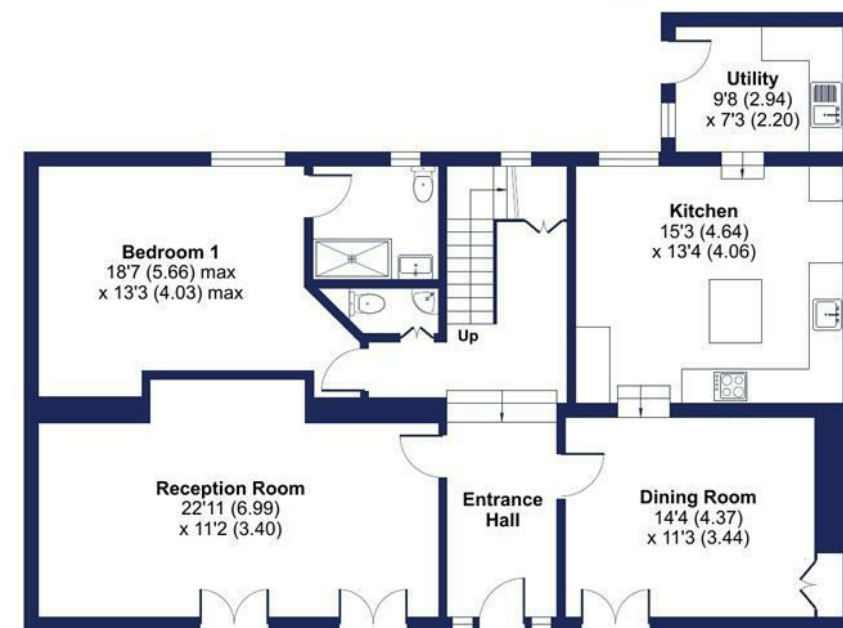 Utility
9'8 (2.94)
x 7'3 (2.20)
Kitchen
15'3 (4.64)
x 13'4 (4.06)
Bedroom 1
18'7 (5.66) max
x 13'3 (4.03) max
Up
Reception Room
22'11 (6.99)
x 11'2 (3.40)
Entrance
Hall
Dining Room
14'4 (4.37)
x 11'3 (3.44)